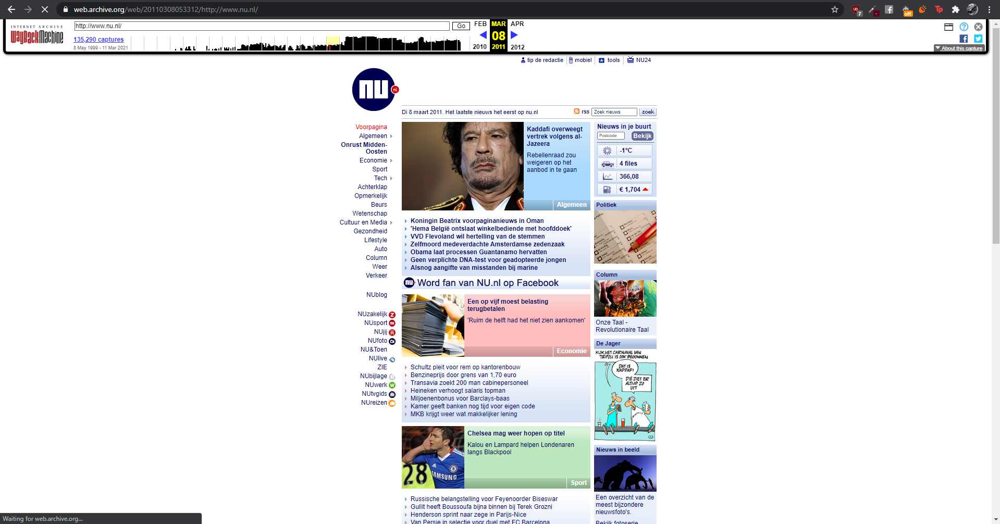 web.archive.org/web/20110308053312/http://www.nu.nl/
7
off
Tp
INTERNET ARCHIVE
WayBackMachine
http://www.nu.nl/
Go
135,290 captures
8 May 1999 - 11 Mar 2021
FEB MAR APR
08
2010 2011 2012
About this capture
tip de redactie
mobiel
tools
NU24
nu
nl
Di 8 maart 2011. Het laatste nieuws het eerst op nu.nl
rss
Zoek nieuws
zoek
Voorpagina
Algemeen
Onrust Midden-
Oosten
Economie
Sport
Tech
Achterklap
Opmerkelijk
Beurs
Wetenschap
Cultuur en Media
Gezondheid
Lifestyle
Auto
Column
Weer
Verkeer
NUblog
NUzakelijk
NUsport
NUjij
NUfoto
NU&Toen
NUlive
ZIE
NUbijlage
NUwerk
NUtvgids
NUreizen
Kaddafi overweegt
vertrek volgens al-
Jazeera
Rebellenraad zou
weigeren op het
aanbod in te gaan
Algemeen
Koningin Beatrix voorpaginanieuws in Oman
'Hema België ontslaat winkelbediende met hoofddoek'
VVD Flevoland wil hertelling van de stemmen
Zelfmoord medeverdachte Amsterdamse zedenzaak
Obama laat processen Guantanamo hervatten
Geen verplichte DNA-test voor geadopteerde jongen
Alsnog aangifte van misstanden bij marine
nu Word fan van NU.nl op Facebook
Een op vijf moest belasting
terugbetalen
'Ruim de helft had het niet zien aankomen'
Economie
Schultz pleit voor rem op kantorenbouw
Benzineprijs door grens van 1,70 euro
Transavia zoekt 200 man cabinepersoneel
Heineken verhoogt salaris topman
Miljoenenbonus voor Barclays-baas
Kamer geeft banken nog tijd voor eigen code
MKB krijgt weer wat makkelijker lening
28
SAMSUNG
Chelsea mag weer hopen op titel
Kalou en Lampard helpen Londenaren
langs Blackpool
Sport
Russische belangstelling voor Feyenoorder Biseswar
Gullit heeft Boussoufa bijna binnen bij Terek Grozni
Henderson sprint naar zege in Parijs-Nice
Van Persie in selectie voor duel met FC Barcelona
Nieuws in je buurt
Postcode
Bekijk
-1°C
4 files
366,08
€ 1,704
Politiek
Column
Onze Taal -
Revolutionaire Taal
De Jager
KIJK, HET CARNAVAL VAN
TRIPOLI IS OOK BEGONNEN
DAT IS
KADDAFI
DIE ZIET ER
ALTIJD ZO
UIT
Nieuws in beeld
Een overzicht van de
meest bijzondere
nieuwsfoto's.
Bekijk fotoserie
Waiting for web.archive.org...